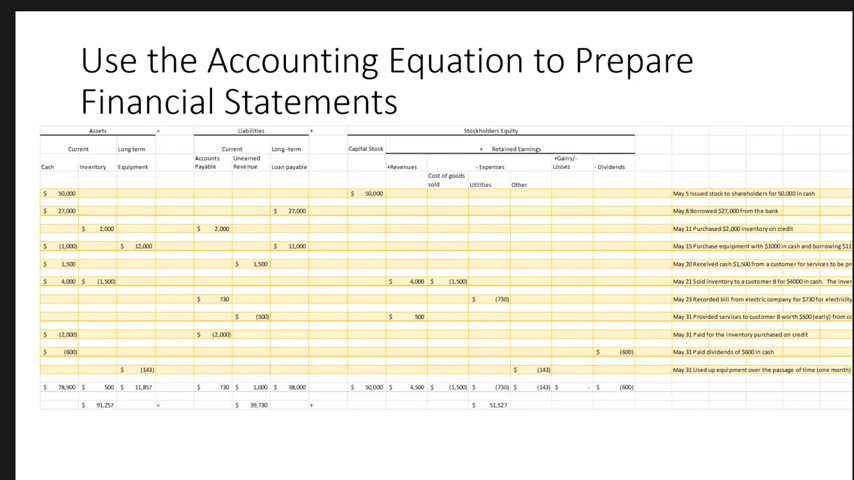 Use the Accounting Equation to Prepare
Financial Statements
Assets = Liabilities + Stockholders Equity
Current Long term Current Long -term Capital Stock + Retained Earnings
Cash Inventory Equipment Accounts Payable Unearned Revenue Loan payable +Revenues - Expenses +Gains/- Losses - Dividends
Cost of goods sold Utilities Other
$ 50,000 $ 50,000 May 5 Issued stock to shareholders for 50,000 in cash
$ 27,000 $ 27,000 May 8 Borrowed $27,000 from the bank
$ 2,000 $ 2,000 May 11 Purchased $2,000 inventory on credit
$ (1,000) $ 12,000 $ 11,000 May 15 Purchase equipment with $1000 in cash and borrowing $11
$ 1,500 $ 1,500 May 20 Received cash $1,500 from a customer for services to be pr
$ 4,000 $ (1,500) $ 4,000 $ (1,500) May 21 Sold inventory to a customer B for $4000 in cash. The inver
$ 730 $ (730) May 23 Recorded bill from electric company for $730 for electricity
$ (500) $ 500 May 31 Provided services to customer B worth $500 (early) from cc
$ (2,000) $ (2,000) May 31 Paid for the inventory purchased on credit
$ (600) $ (600) May 31 Paid dividends of $600 in cash
$ (143) $ (143) May 31 Used up equipment over the passage of time (one month)
$ 78,900 $ 500 $ 11,857 $ 730 $ 1,000 $ 38,000 $ 50,000 $ 4,500 $ (1,500) $ (730) $ (143) $ - $ (600)
$ 91,257 = $ 39,730 + $ 51,527